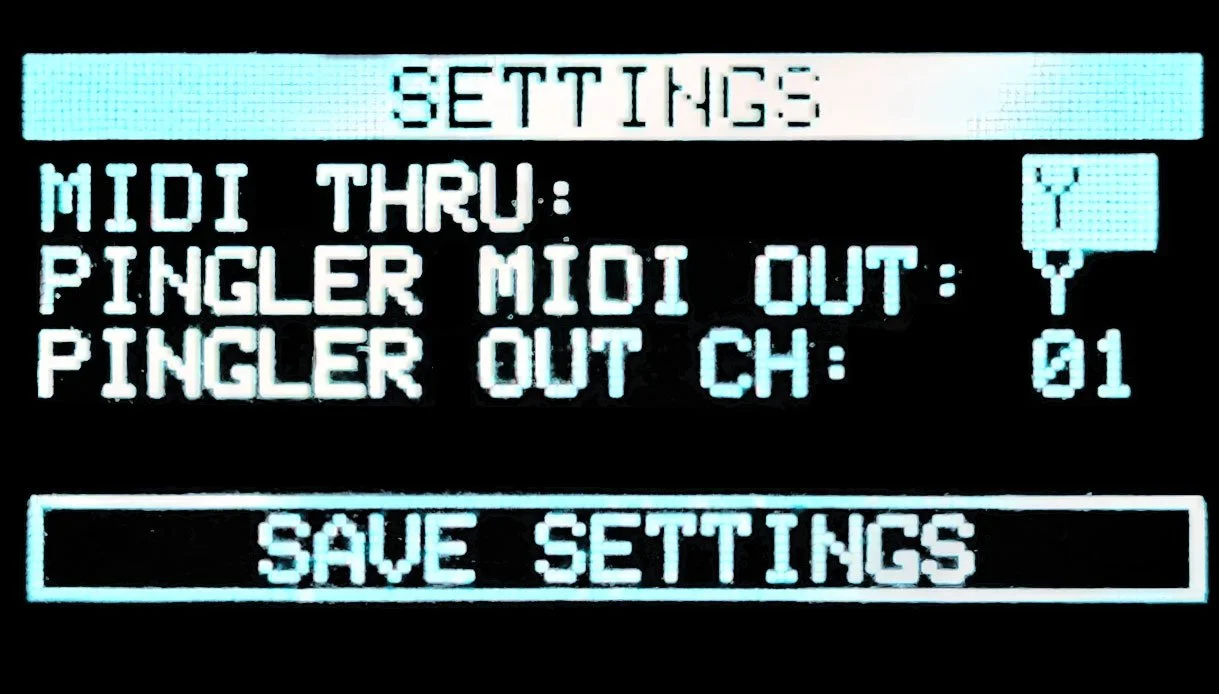 SETTINGS
MIDI THRU: Y
PINGLER MIDI OUT: Y
PINGLER OUT CH: 01
SAVE SETTINGS